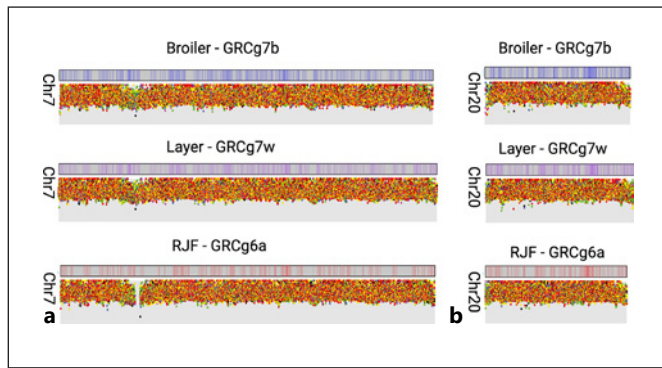 Broiler - GRCg7b
Chr7
Layer - GRCg7w
Chr7
RJF - GRCg6a
Chr7
a
Broiler - GRCg7b
Chr20
Layer - GRCg7w
Chr20
RJF - GRCg6a
Chr20
b